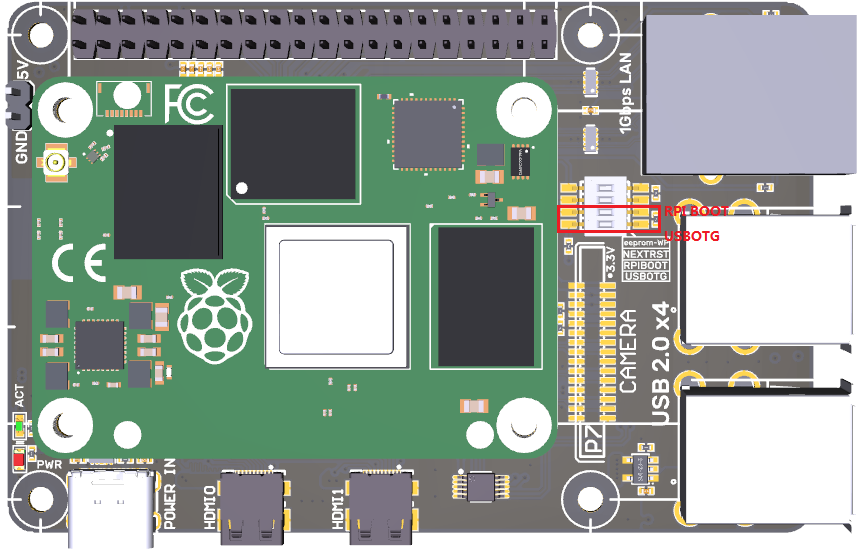 5V
GND
FC
CE
1Gbps LAN
RPI BOOT
USBOTG
eeprom-WP
NEXTRST
RPIBOOT
USBOTG
3.3V
CAMERA
USB 2.0 x4
P7
ACT
PWR
POWER IN
HDMI0
HDMI1